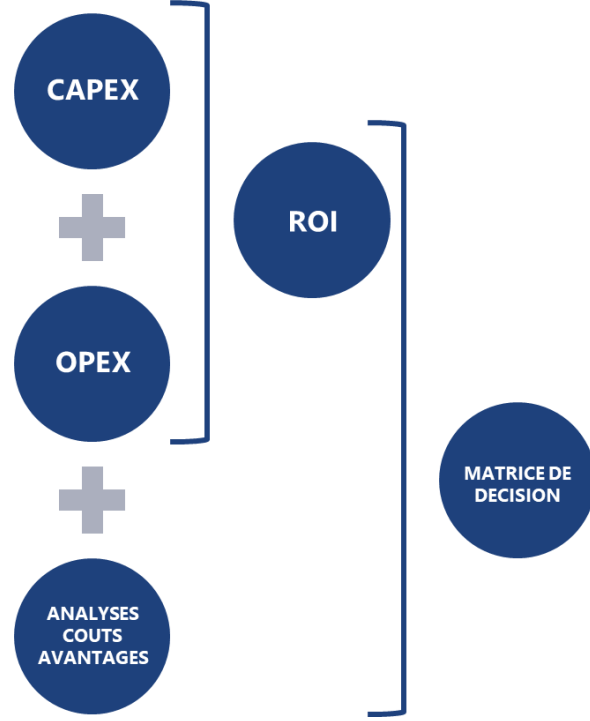 CAPEX
ROI
OPEX
MATRICE DE
DECISION
ANALYSES
COUTS
AVANTAGES